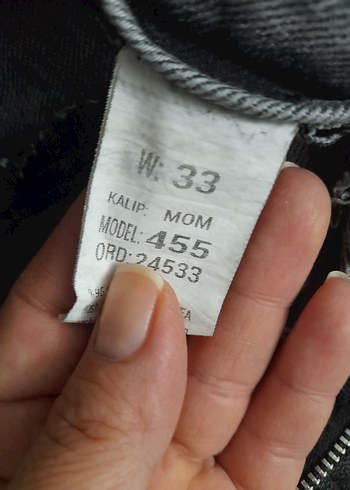 W: 33
KALIP: MOM
MODEL: 455
ORD: 24533